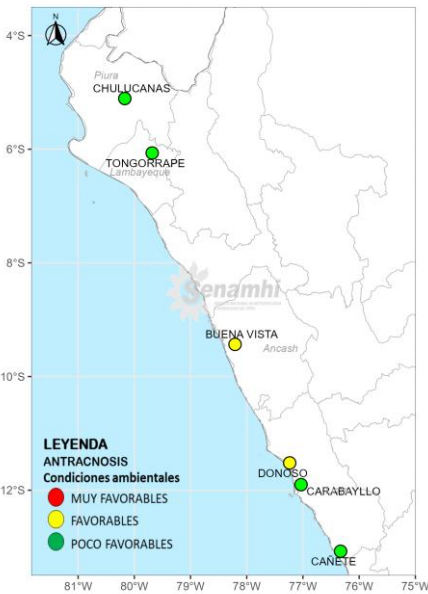 N
4°S
Piura
CHULUCANAS
6°S
TONGORRAPE
Lambayeque
8°S
Senamhi
BUENA VISTA
Ancash
10°S
LEYENDA
ANTRACNOSIS
Condiciones ambientales
MUY FAVORABLES
FAVORABLES
POCO FAVORABLES
DONOSO
12°S
CARABAYLLO
CAÑETE
81°W 80°W 79°W 78°W 77°W 76°W 75°W